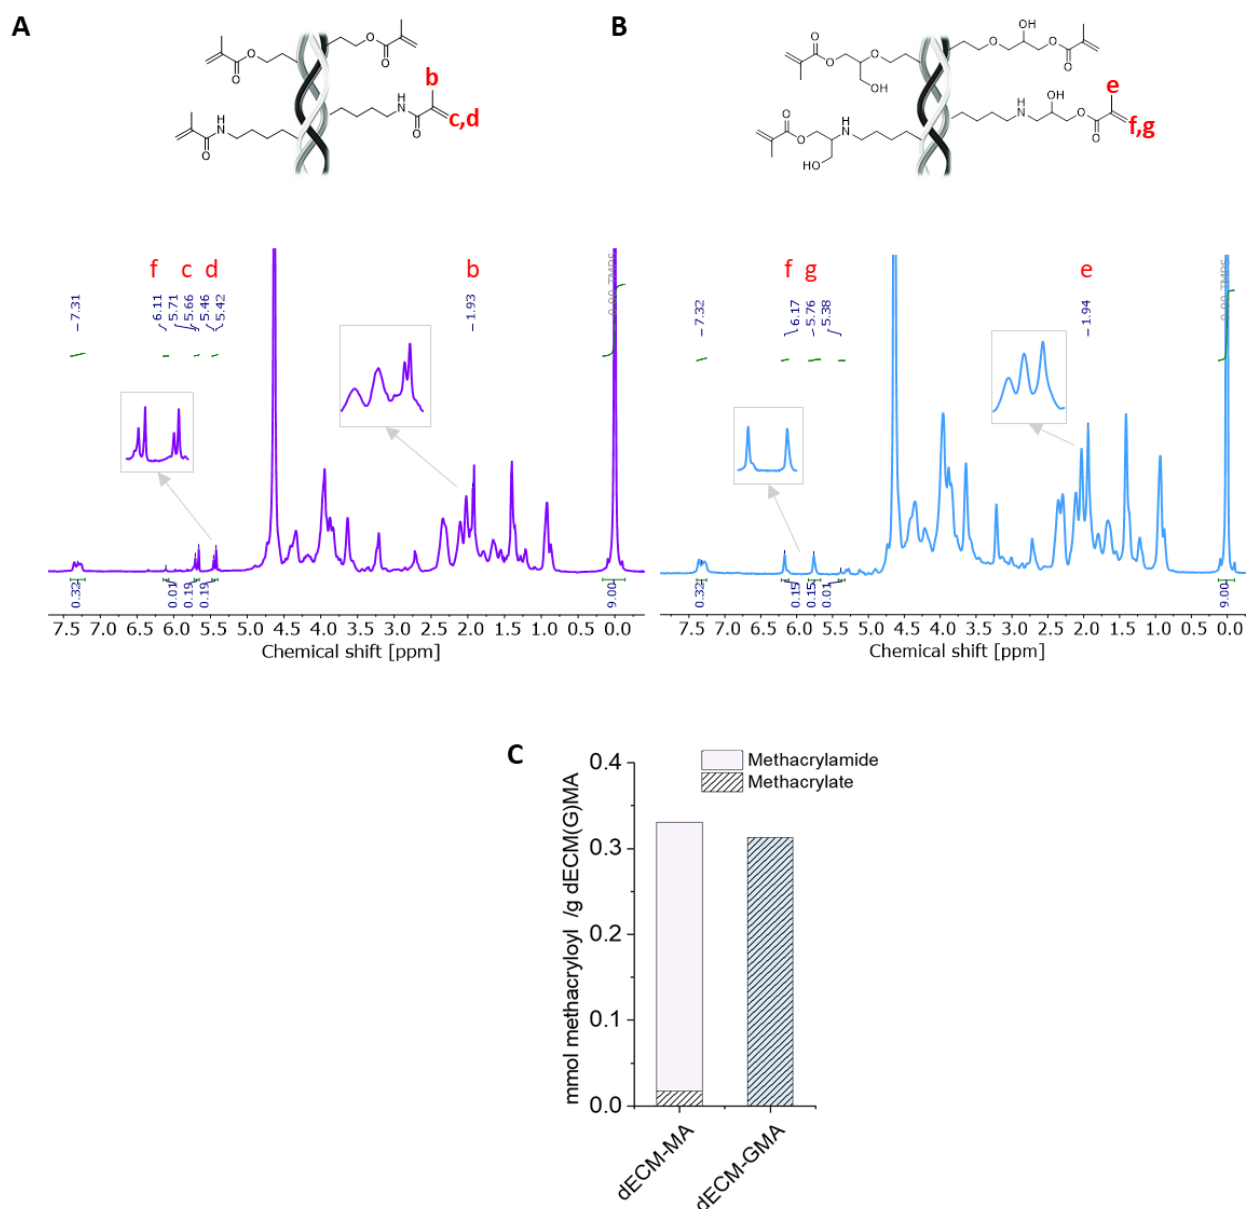 A
B
O
O
O
O
b
N
H
O
c,d
H
N
O
O
O
O
OH
OH
O
O
O
e
H
N
OH
O
O
f,g
O
O
H
N
HO
f c d b
7.31
6.11
5.71
5.66
5.46
5.42
1.93
0.00 TMPS
0.32
0.01
0.19
0.19
9.00
7.5 7.0 6.5 6.0 5.5 5.0 4.5 4.0 3.5 3.0 2.5 2.0 1.5 1.0 0.5 0.0
Chemical shift [ppm]
f g e
7.32
6.17
5.76
5.38
1.94
0.32
0.15
0.15
0.01
9.00
7.5 7.0 6.5 6.0 5.5 5.0 4.5 4.0 3.5 3.0 2.5 2.0 1.5 1.0 0.5 0.0
Chemical shift [ppm]
C
Methacrylamide
Methacrylate
mmol methacryloyl /g dECM(G)MA
0.4
0.3
0.2
0.1
0.0
dECM-MA
dECM-GMA